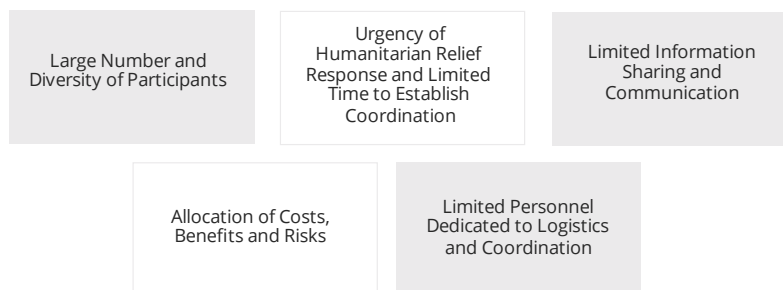 Large Number and
Diversity of Participants
Urgency of
Humanitarian Relief
Response and Limited
Time to Establish
Coordination
Limited Information
Sharing and
Communication
Allocation of Costs,
Benefits and Risks
Limited Personnel
Dedicated to Logistics
and Coordination